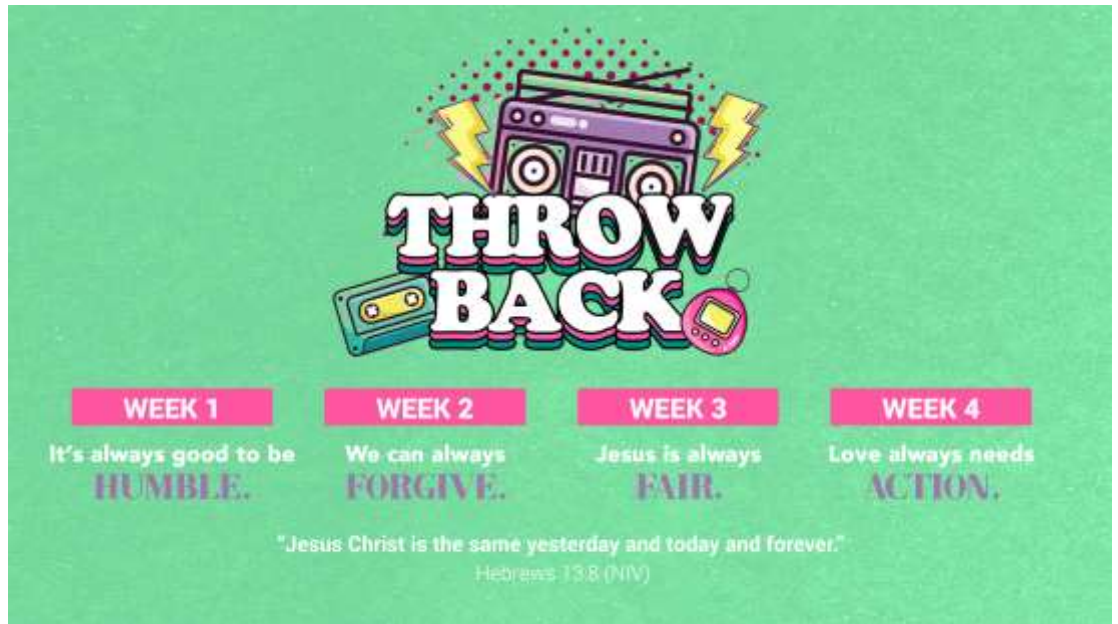 THROW
BACK
WEEK 1
It's always good to be
HUMBLE.
WEEK 2
We can always
FORGIVE.
WEEK 3
Jesus is always
FAIR.
WEEK 4
Love always needs
ACTION.
"Jesus Christ is the same yesterday and today and forever."
Hebrews 13:8 (NIV)